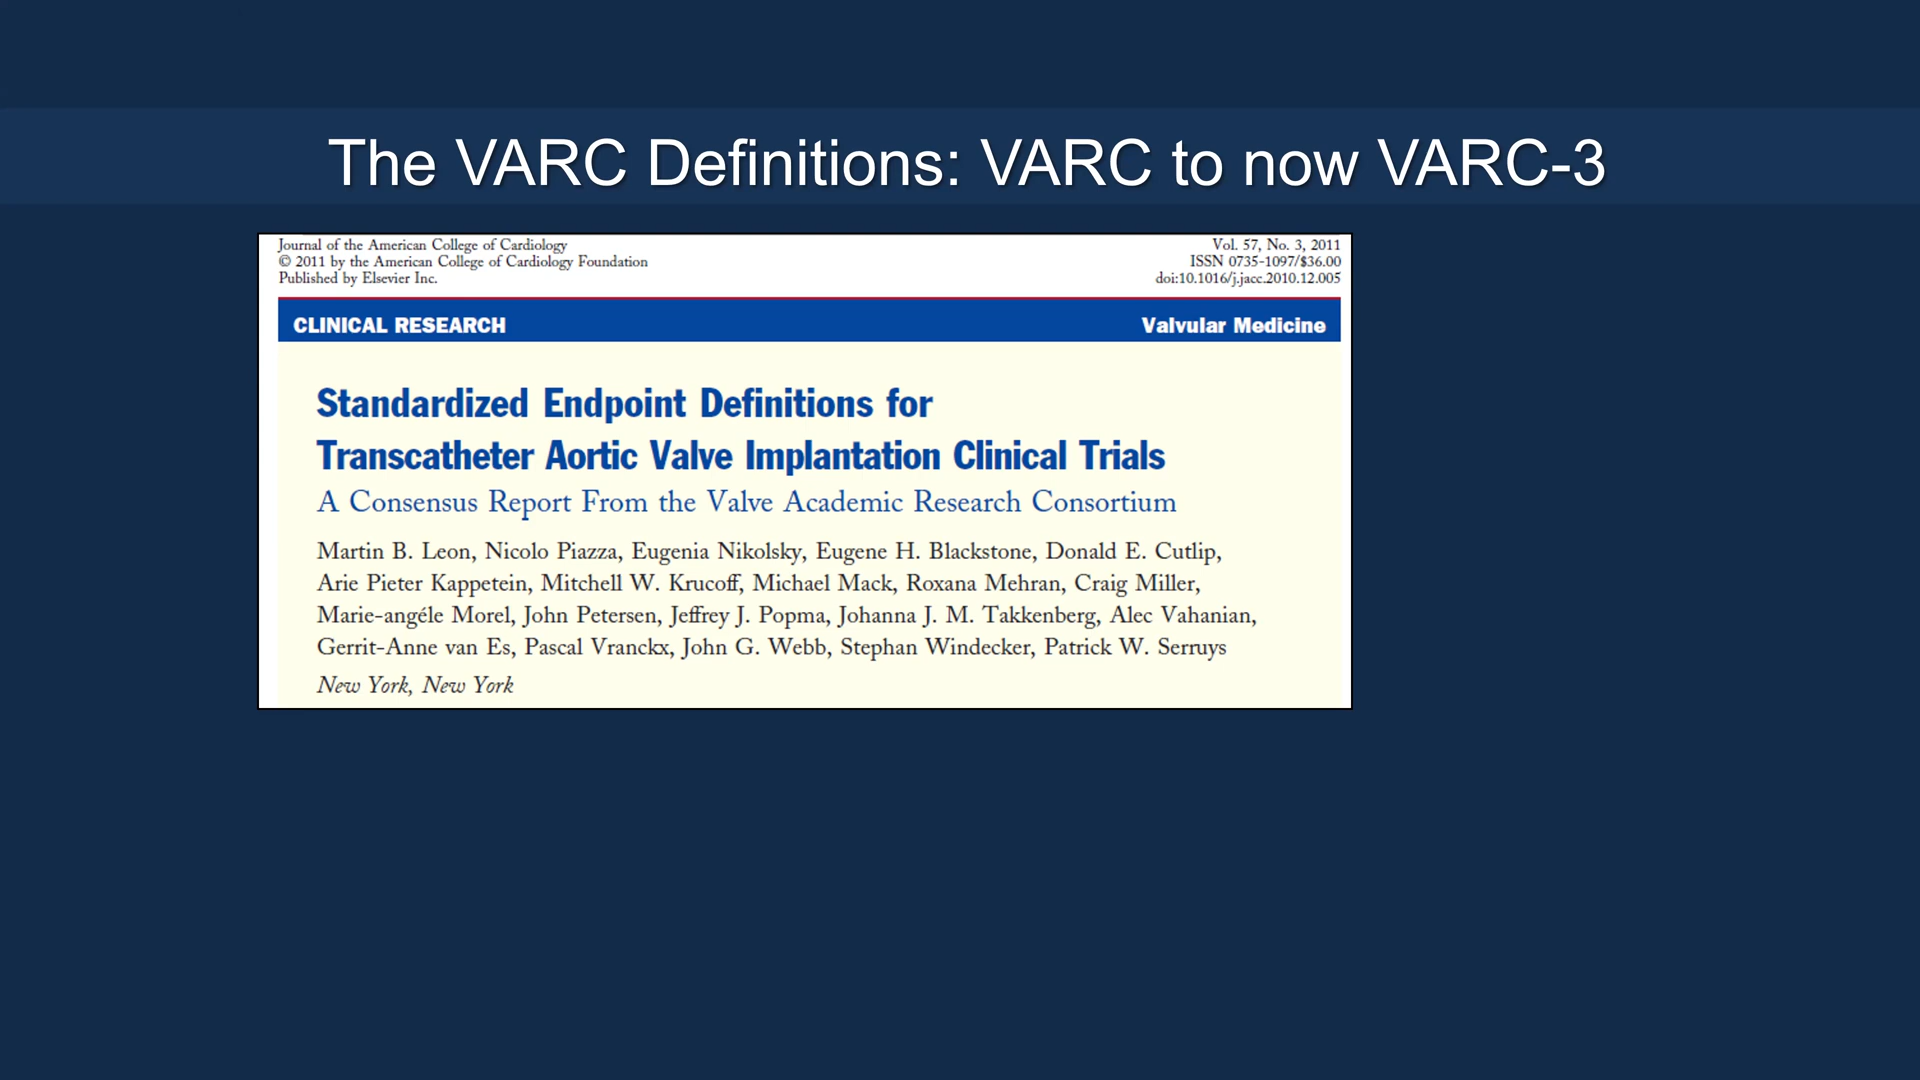 The VARC Definitions: VARC to now VARC-3
Journal of the American College of Cardiology
© 2011 by the American College of Cardiology Foundation
Published by Elsevier Inc.
Vol. 57, No. 3, 2011
ISSN 0735-1097/$36.00
doi:10.1016/j.jacc.2010.12.005
CLINICAL RESEARCH
Valvular Medicine
Standardized Endpoint Definitions for
Transcatheter Aortic Valve Implantation Clinical Trials
A Consensus Report From the Valve Academic Research Consortium
Martin B. Leon, Nicolo Piazza, Eugenia Nikolsky, Eugene H. Blackstone, Donald E. Cutlip,
Arie Pieter Kappetein, Mitchell W. Krucoff, Michael Mack, Roxana Mehran, Craig Miller,
Marie-angéle Morel, John Petersen, Jeffrey J. Popma, Johanna J. M. Takkenberg, Alec Vahanian,
Gerrit-Anne van Es, Pascal Vranckx, John G. Webb, Stephan Windecker, Patrick W. Serruys
New York, New York